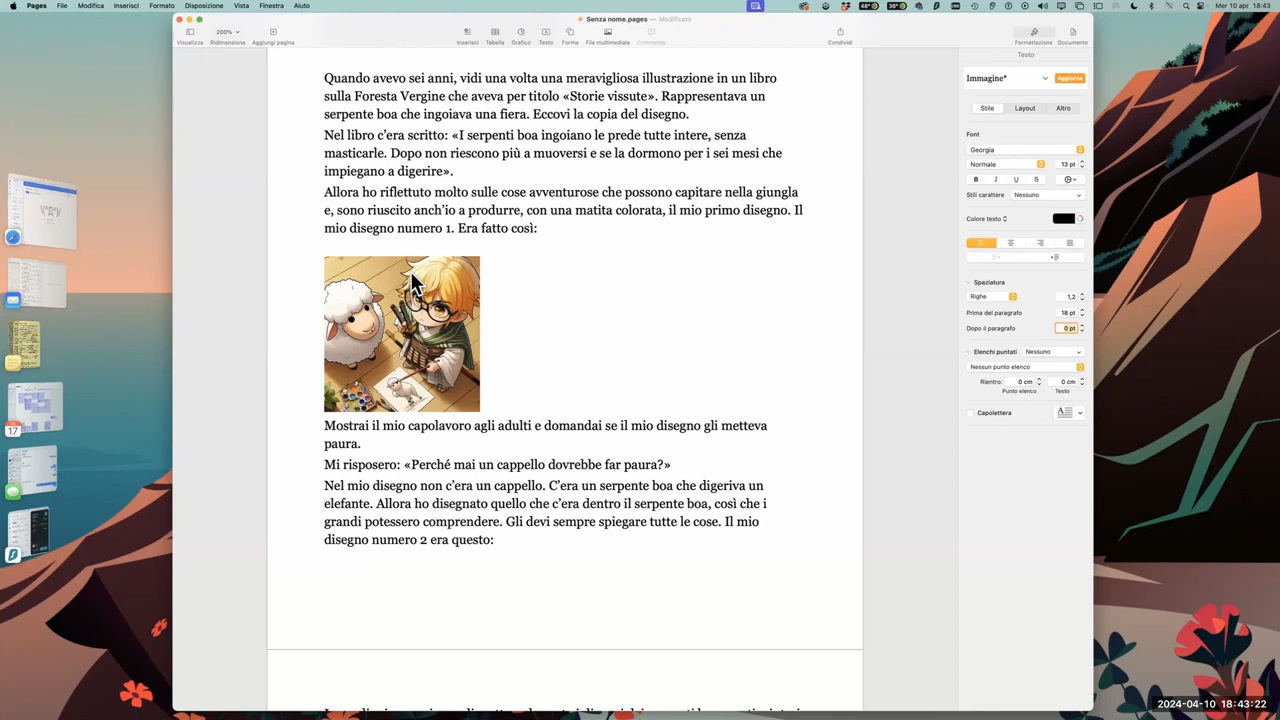 Pages File Modifica Inserisci Formato Disposizione Vista Finestra Aiuto
48° 36° Mer 10 apr 18:43
Senza nome.pages — Modificato
200%
Visualizza Ridimensiona Aggiungi pagina Inserisci Tabella Grafico Testo Forma File multimediale Commento Condividi Formattazione Documento
Quando avevo sei anni, vidi una volta una meravigliosa illustrazione in un libro
sulla Foresta Vergine che aveva per titolo «Storie vissute». Rappresentava un
serpente boa che ingoiava una fiera. Eccovi la copia del disegno.
Nel libro c’era scritto: «I serpenti boa ingoiano le prede tutte intere, senza
masticarle. Dopo non riescono più a muoversi e se la dormono per i sei mesi che
impiegano a digerire».
Allora ho riflettuto molto sulle cose avventurose che possono capitare nella giungla
e, sono riuscito anch’io a produrre, con una matita colorata, il mio primo disegno. Il
mio disegno numero 1. Era fatto così:
Mostrai il mio capolavoro agli adulti e domandai se il mio disegno gli metteva
paura.
Mi risposero: «Perché mai un cappello dovrebbe far paura?»
Nel mio disegno non c’era un cappello. C’era un serpente boa che digeriva un
elefante. Allora ho disegnato quello che c’era dentro il serpente boa, così che i
grandi potessero comprendere. Gli devi sempre spiegare tutte le cose. Il mio
disegno numero 2 era questo:
Testo
Immagine* Aggiorna
Stile Layout Altro
Font
Georgia
Normale 13 pt
B I U S
Stili carattere Nessuno
Colore testo
Spaziatura
Righe 1,2
Prima del paragrafo 18 pt
Dopo il paragrafo 0 pt
Elenchi puntati Nessuno
Nessun punto elenco
Rientro: 0 cm 0 cm
Punto elenco Testo
Capolettera
17
2024-04-10 18:43:22